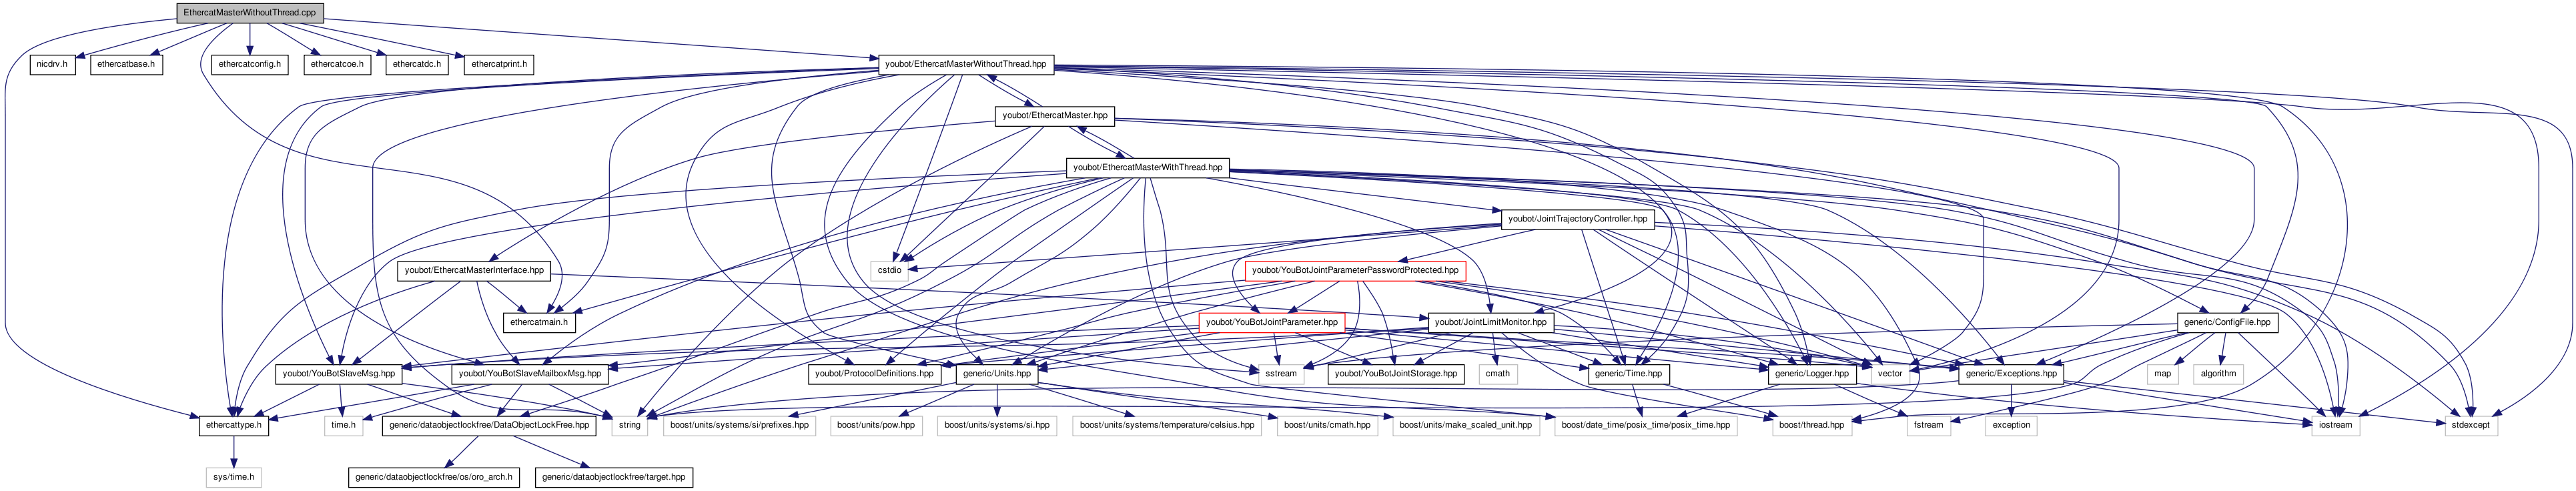 EthercatMasterWithoutThread.cpp
nicdrv.h
ethercatbase.h
ethercatconfig.h
ethercatcoe.h
ethercatdc.h
ethercatprint.h
youbot/EthercatMasterWithoutThread.hpp
youbot/EthercatMaster.hpp
youbot/EthercatMasterWithThread.hpp
youbot/JointTrajectoryController.hpp
youbot/EthercatMasterInterface.hpp
cstdio
youbot/YouBotJointParameterPasswordProtected.hpp
ethercatmain.h
youbot/YouBotJointParameter.hpp
youbot/JointLimitMonitor.hpp
generic/ConfigFile.hpp
youbot/YouBotSlaveMsg.hpp
youbot/YouBotSlaveMailboxMsg.hpp
youbot/ProtocolDefinitions.hpp
generic/Units.hpp
sstream
youbot/YouBotJointStorage.hpp
cmath
generic/Time.hpp
generic/Logger.hpp
vector
generic/Exceptions.hpp
map
algorithm
ethercattype.h
time.h
generic/dataobjectlockfree/DataObjectLockFree.hpp
string
boost/units/systems/si/prefixes.hpp
boost/units/pow.hpp
boost/units/systems/si.hpp
boost/units/systems/temperature/celsius.hpp
boost/units/cmath.hpp
boost/units/make_scaled_unit.hpp
boost/date_time/posix_time/posix_time.hpp
boost/thread.hpp
fstream
exception
iostream
stdexcept
sys/time.h
generic/dataobjectlockfree/os/oro_arch.h
generic/dataobjectlockfree/target.hpp